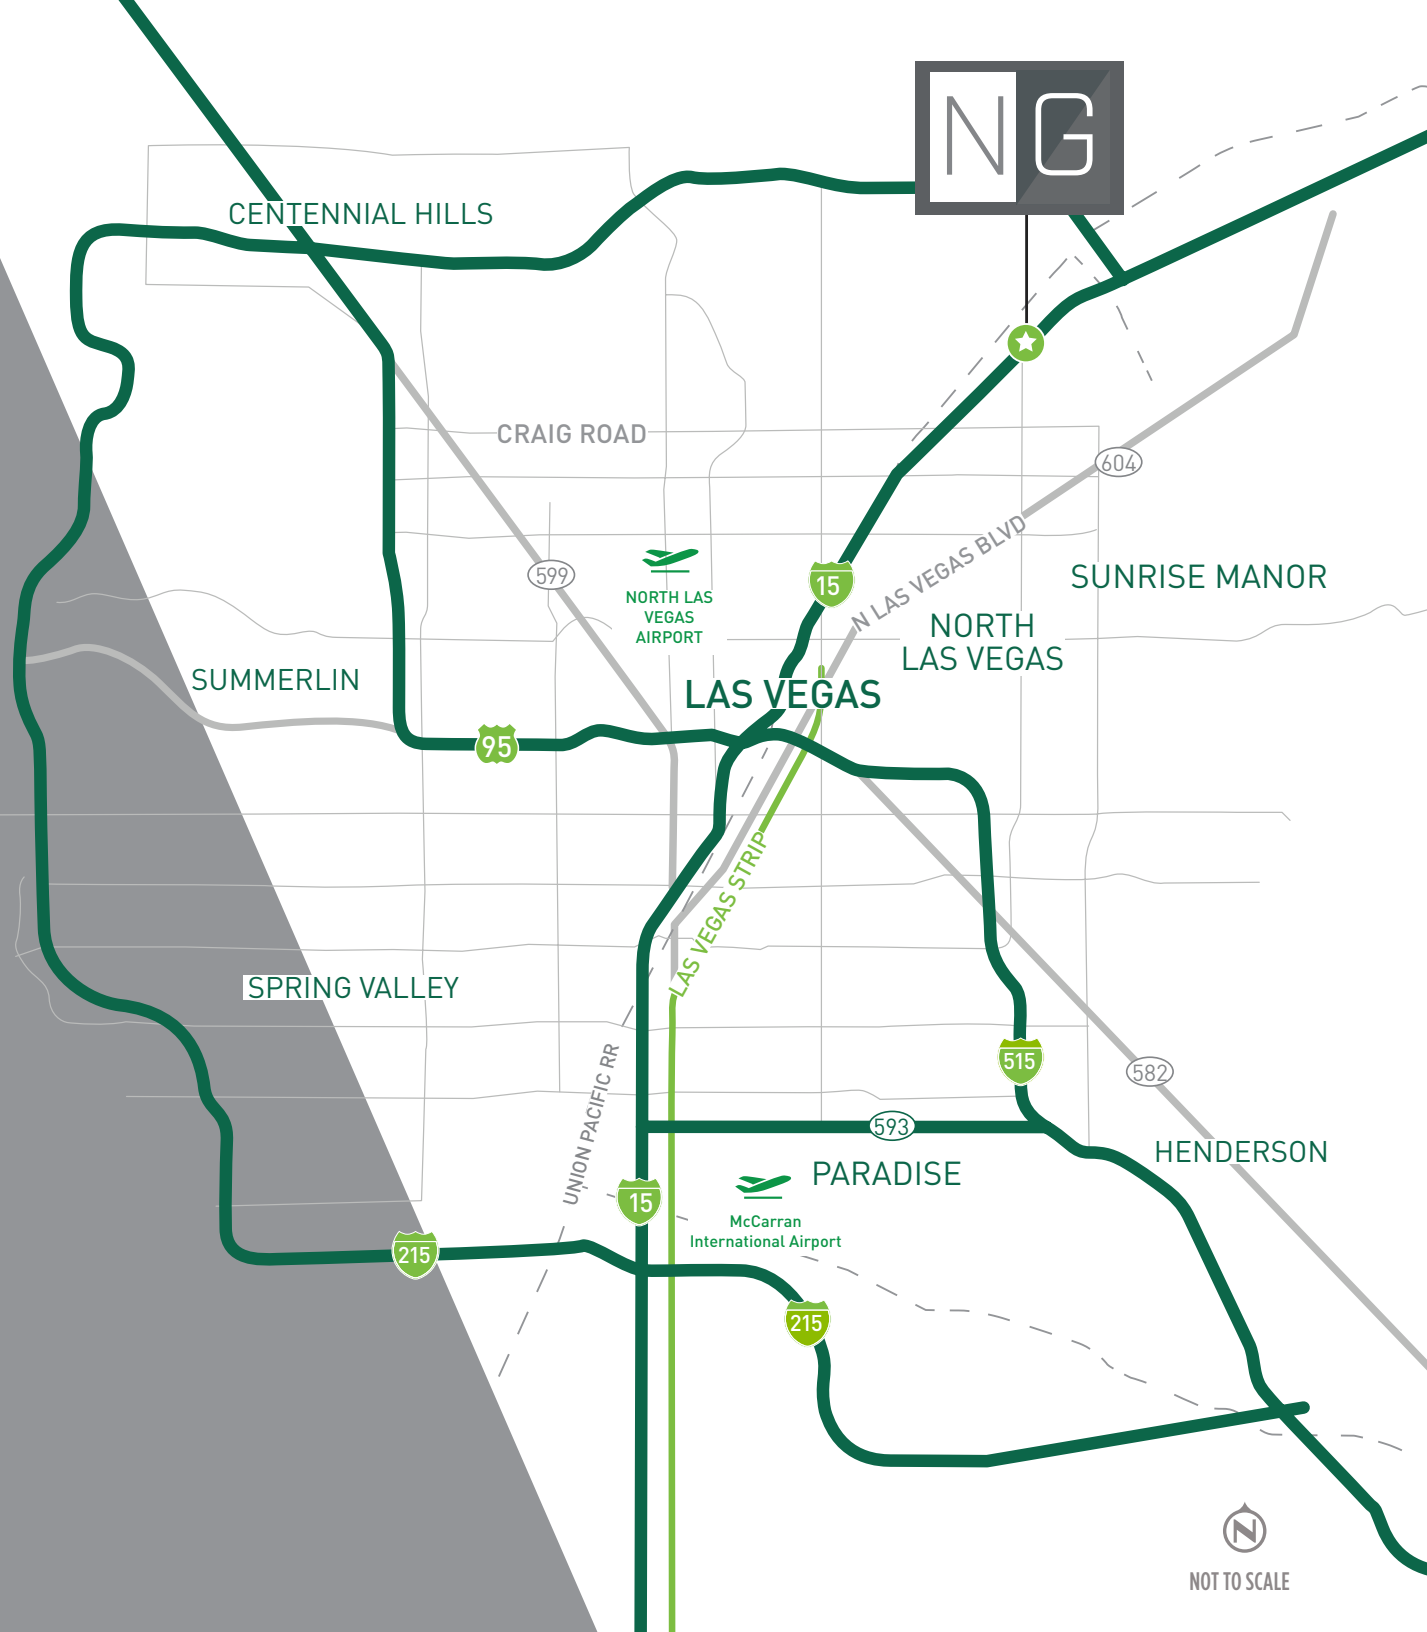 NG
CENTENNIAL HILLS
CRAIG ROAD
604
N LAS VEGAS BLVD
599
NORTH LAS
VEGAS
AIRPORT
15
SUNRISE MANOR
NORTH
LAS VEGAS
SUMMERLIN
LAS VEGAS
95
LAS VEGAS STRIP
SPRING VALLEY
UNION PACIFIC RR
515
582
593
HENDERSON
PARADISE
15
McCarran
International Airport
215
215
N
NOT TO SCALE